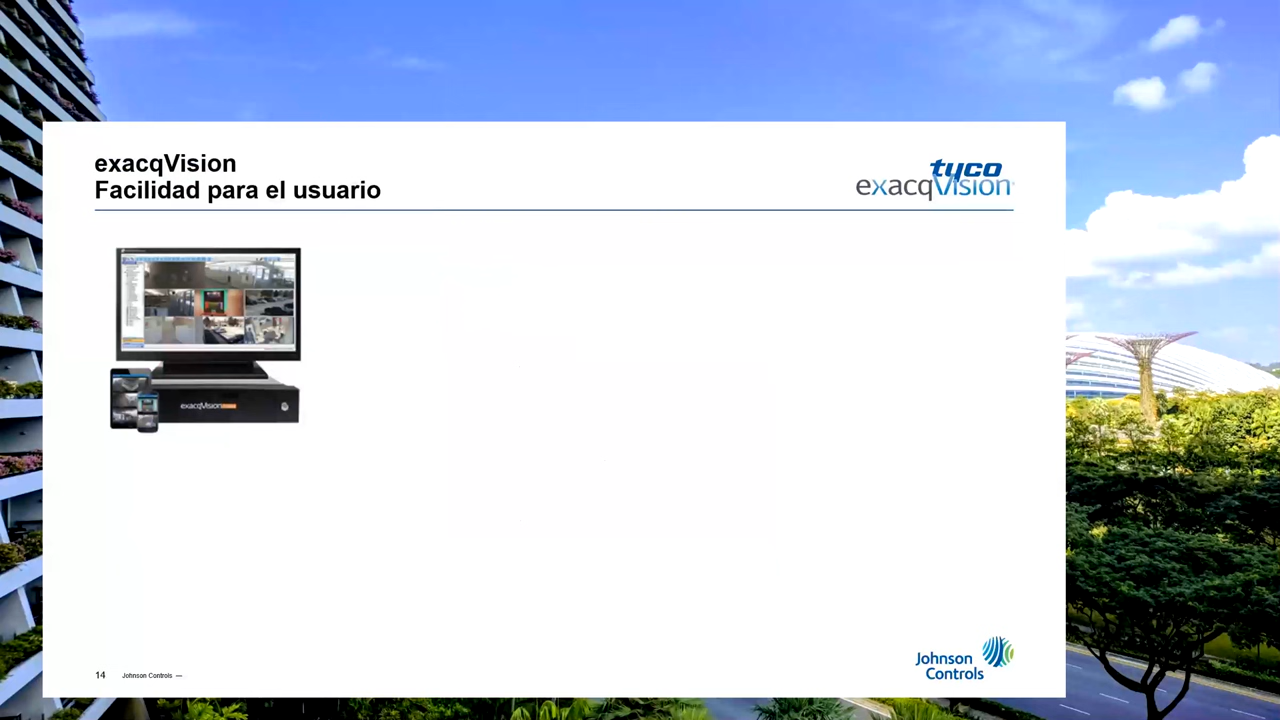 exacqVision
Facilidad para el usuario
tyco
exacqVision
exacqVision
14 Johnson Controls —
Johnson
Controls